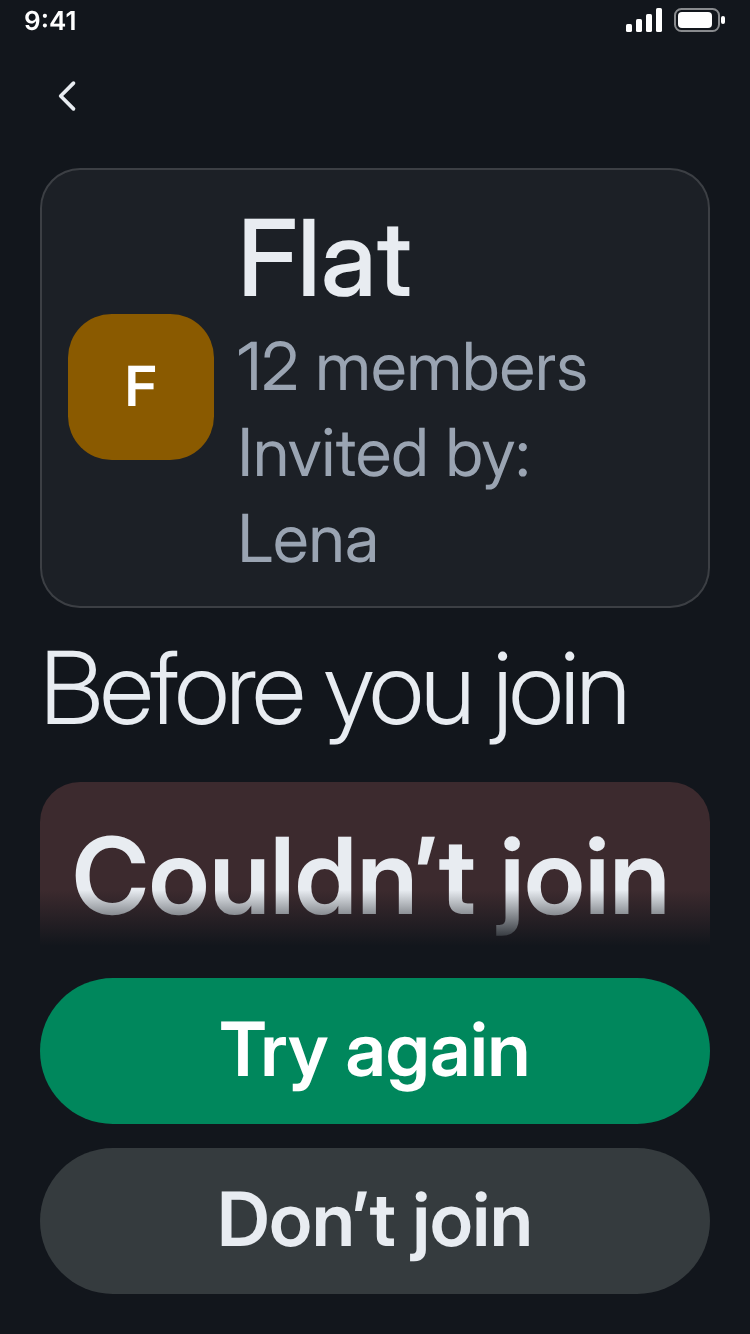 9:41
Flat
F
12 members
Invited by:
Lena
Before you join
Couldn’t join
Try again
Don’t join